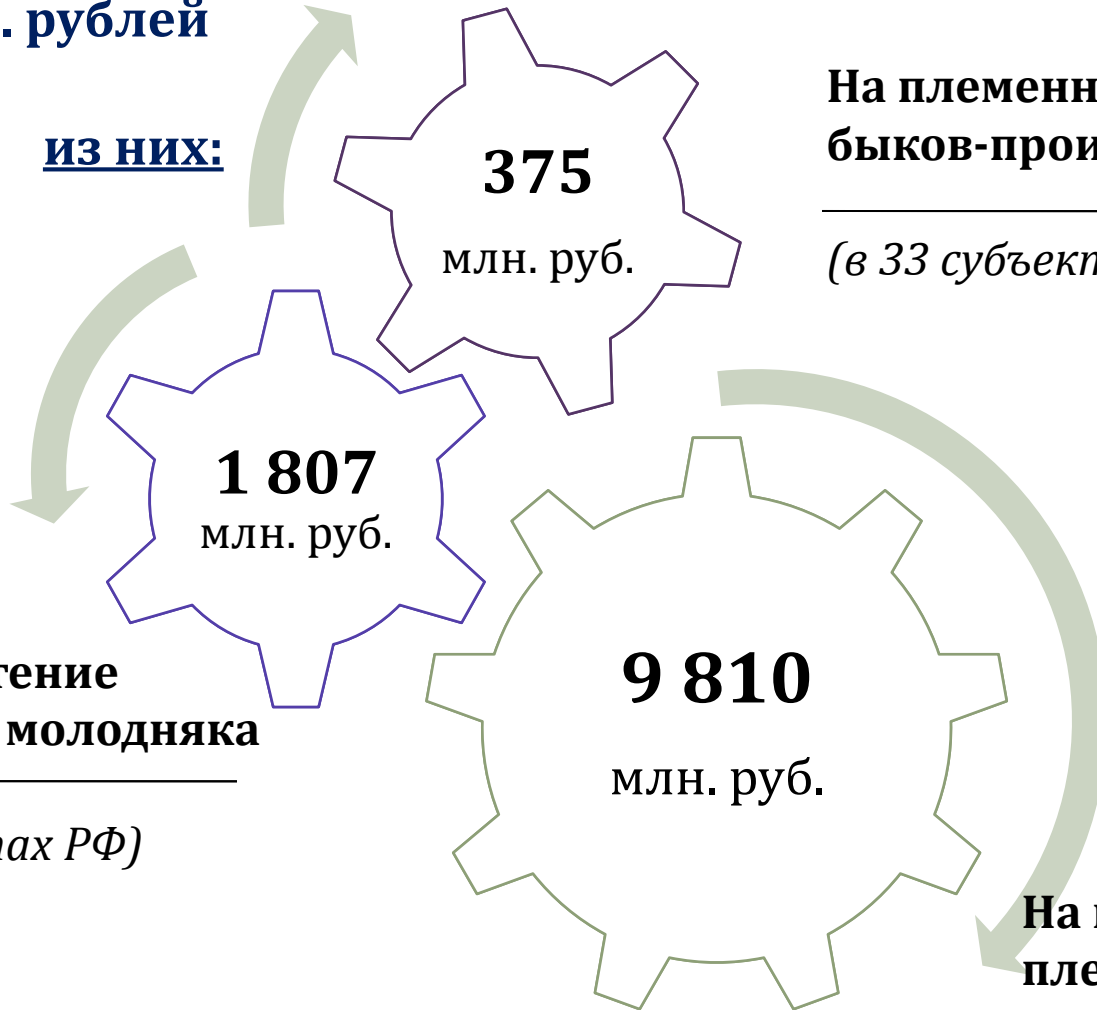 . рублей
из них:
375
млн. руб.
На племенн
быков-прои
(в 33 субъект
1 807
млн. руб.
тение
молодняка
тах РФ)
9 810
млн. руб.
На
пле